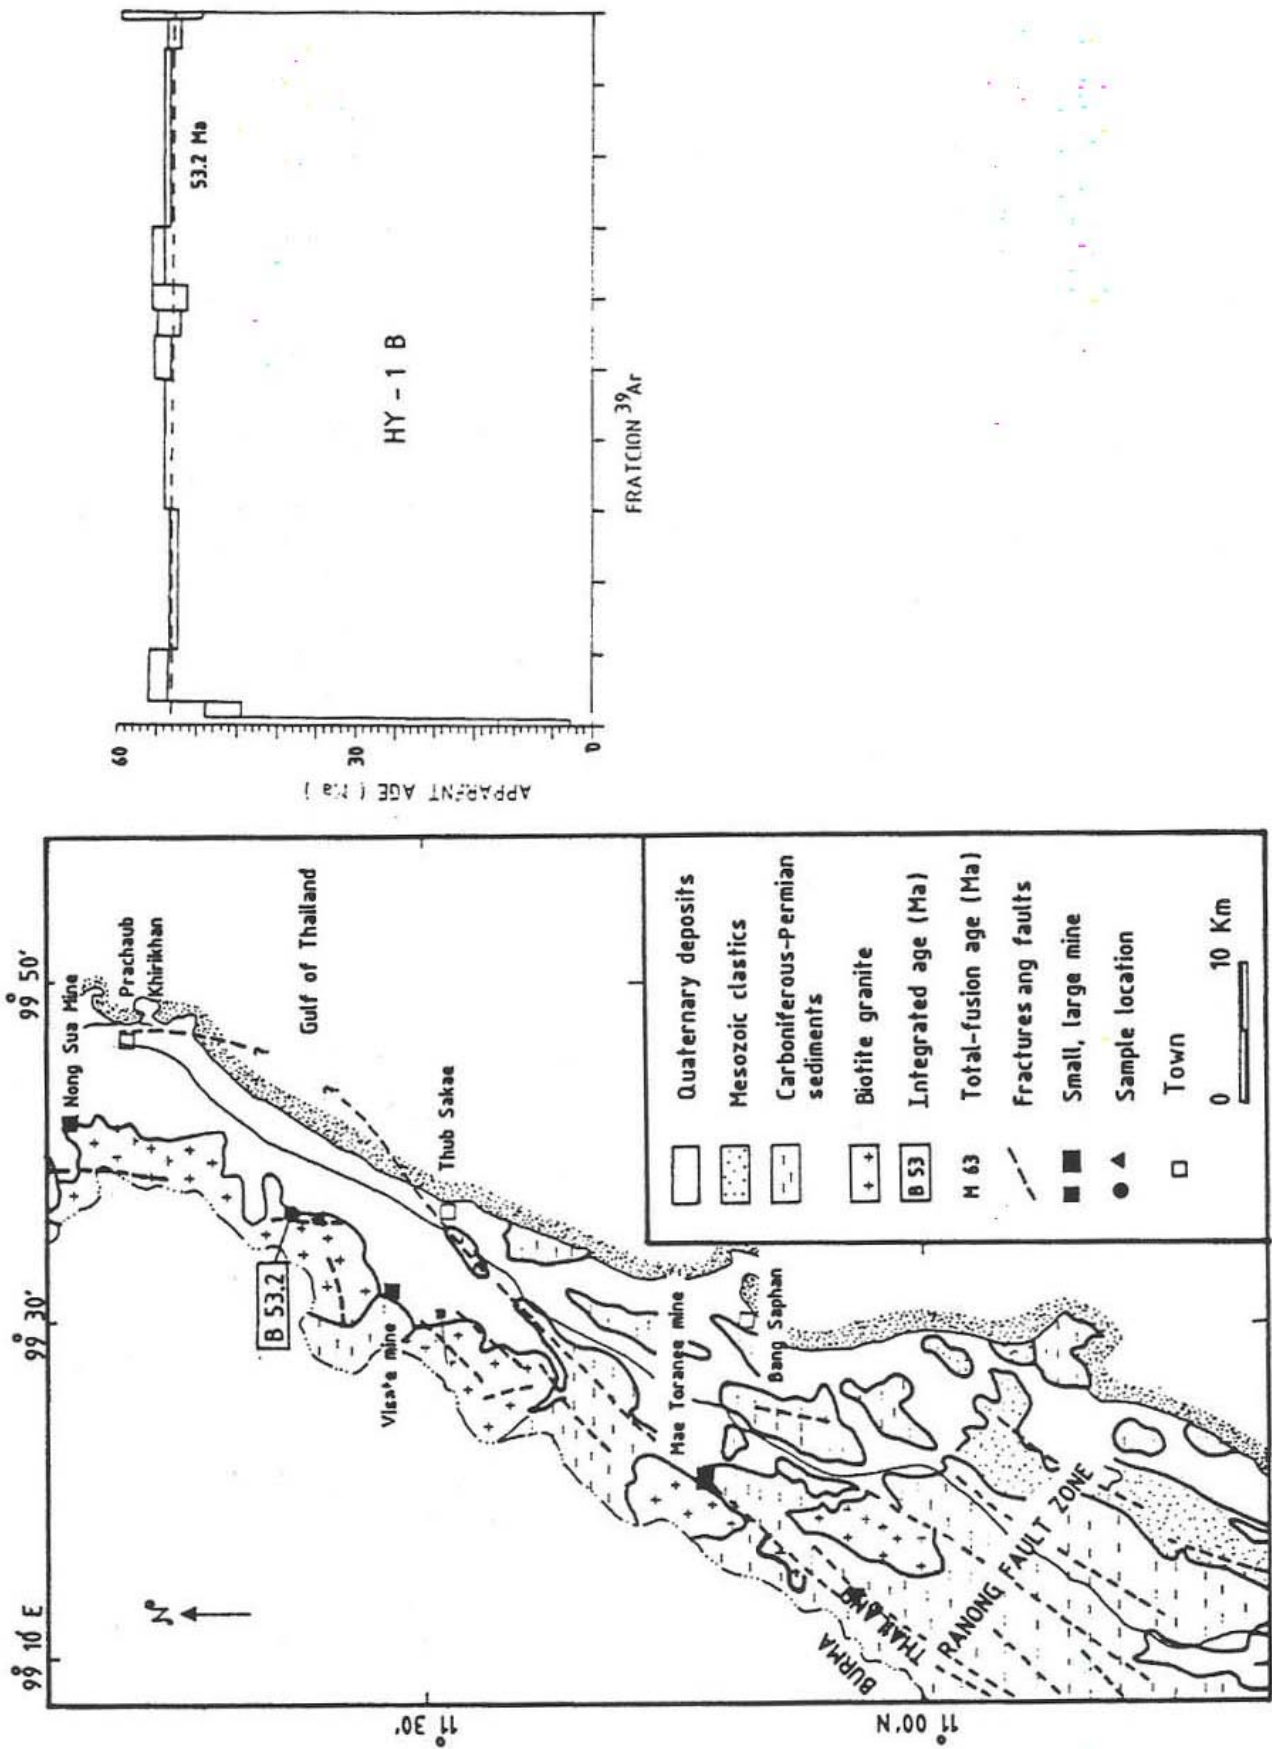 99° 10' E
99° 30'
99° 50'
N
11° 30'
11° 00' N
Nong Sua Mine
Prachaub
Khirikhan
Gulf of Thailand
?
?
B 53.2
Thub Sakae
Mae Toranee mine
Bang Saphan
BURMA
THAILAND
RANONG FAULT ZONE
Quaternary deposits
Mesozoic clastics
Carboniferous-Permian
sediments
Biotite granite
B 53
Integrated age (Ma)
M 63
Total-fusion age (Ma)
Fractures ang faults
Small, large mine
Sample location
Town
0
10 Km
APPARENT AGE (Ma)
60
30
0
53.2 Ma
HY - 1 B
FRATCION ³⁹Ar